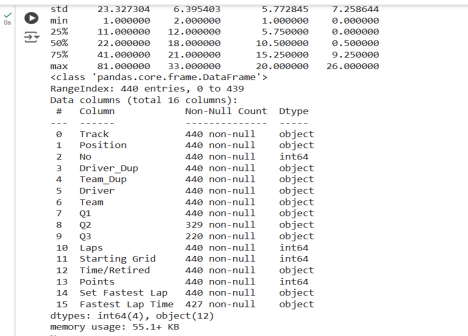 0s
std 23.327304 6.395403 5.772845 7.258644
min 1.000000 2.000000 1.000000 0.000000
25% 11.000000 12.000000 5.750000 0.000000
50% 22.000000 18.000000 10.500000 0.500000
75% 41.000000 21.000000 15.250000 9.250000
max 81.000000 33.000000 20.000000 26.000000
<class 'pandas.core.frame.DataFrame'>
RangeIndex: 440 entries, 0 to 439
Data columns (total 16 columns):
# Column Non-Null Count Dtype
--- ------ -------------- -----
0 Track 440 non-null object
1 Position 440 non-null object
2 No 440 non-null int64
3 Driver_Dup 440 non-null object
4 Team_Dup 440 non-null object
5 Driver 440 non-null object
6 Team 440 non-null object
7 Q1 440 non-null object
8 Q2 329 non-null object
9 Q3 220 non-null object
10 Laps 440 non-null int64
11 Starting Grid 440 non-null int64
12 Time/Retired 440 non-null object
13 Points 440 non-null int64
14 Set Fastest Lap 440 non-null object
15 Fastest Lap Time 427 non-null object
dtypes: int64(4), object(12)
memory usage: 55.1+ KB